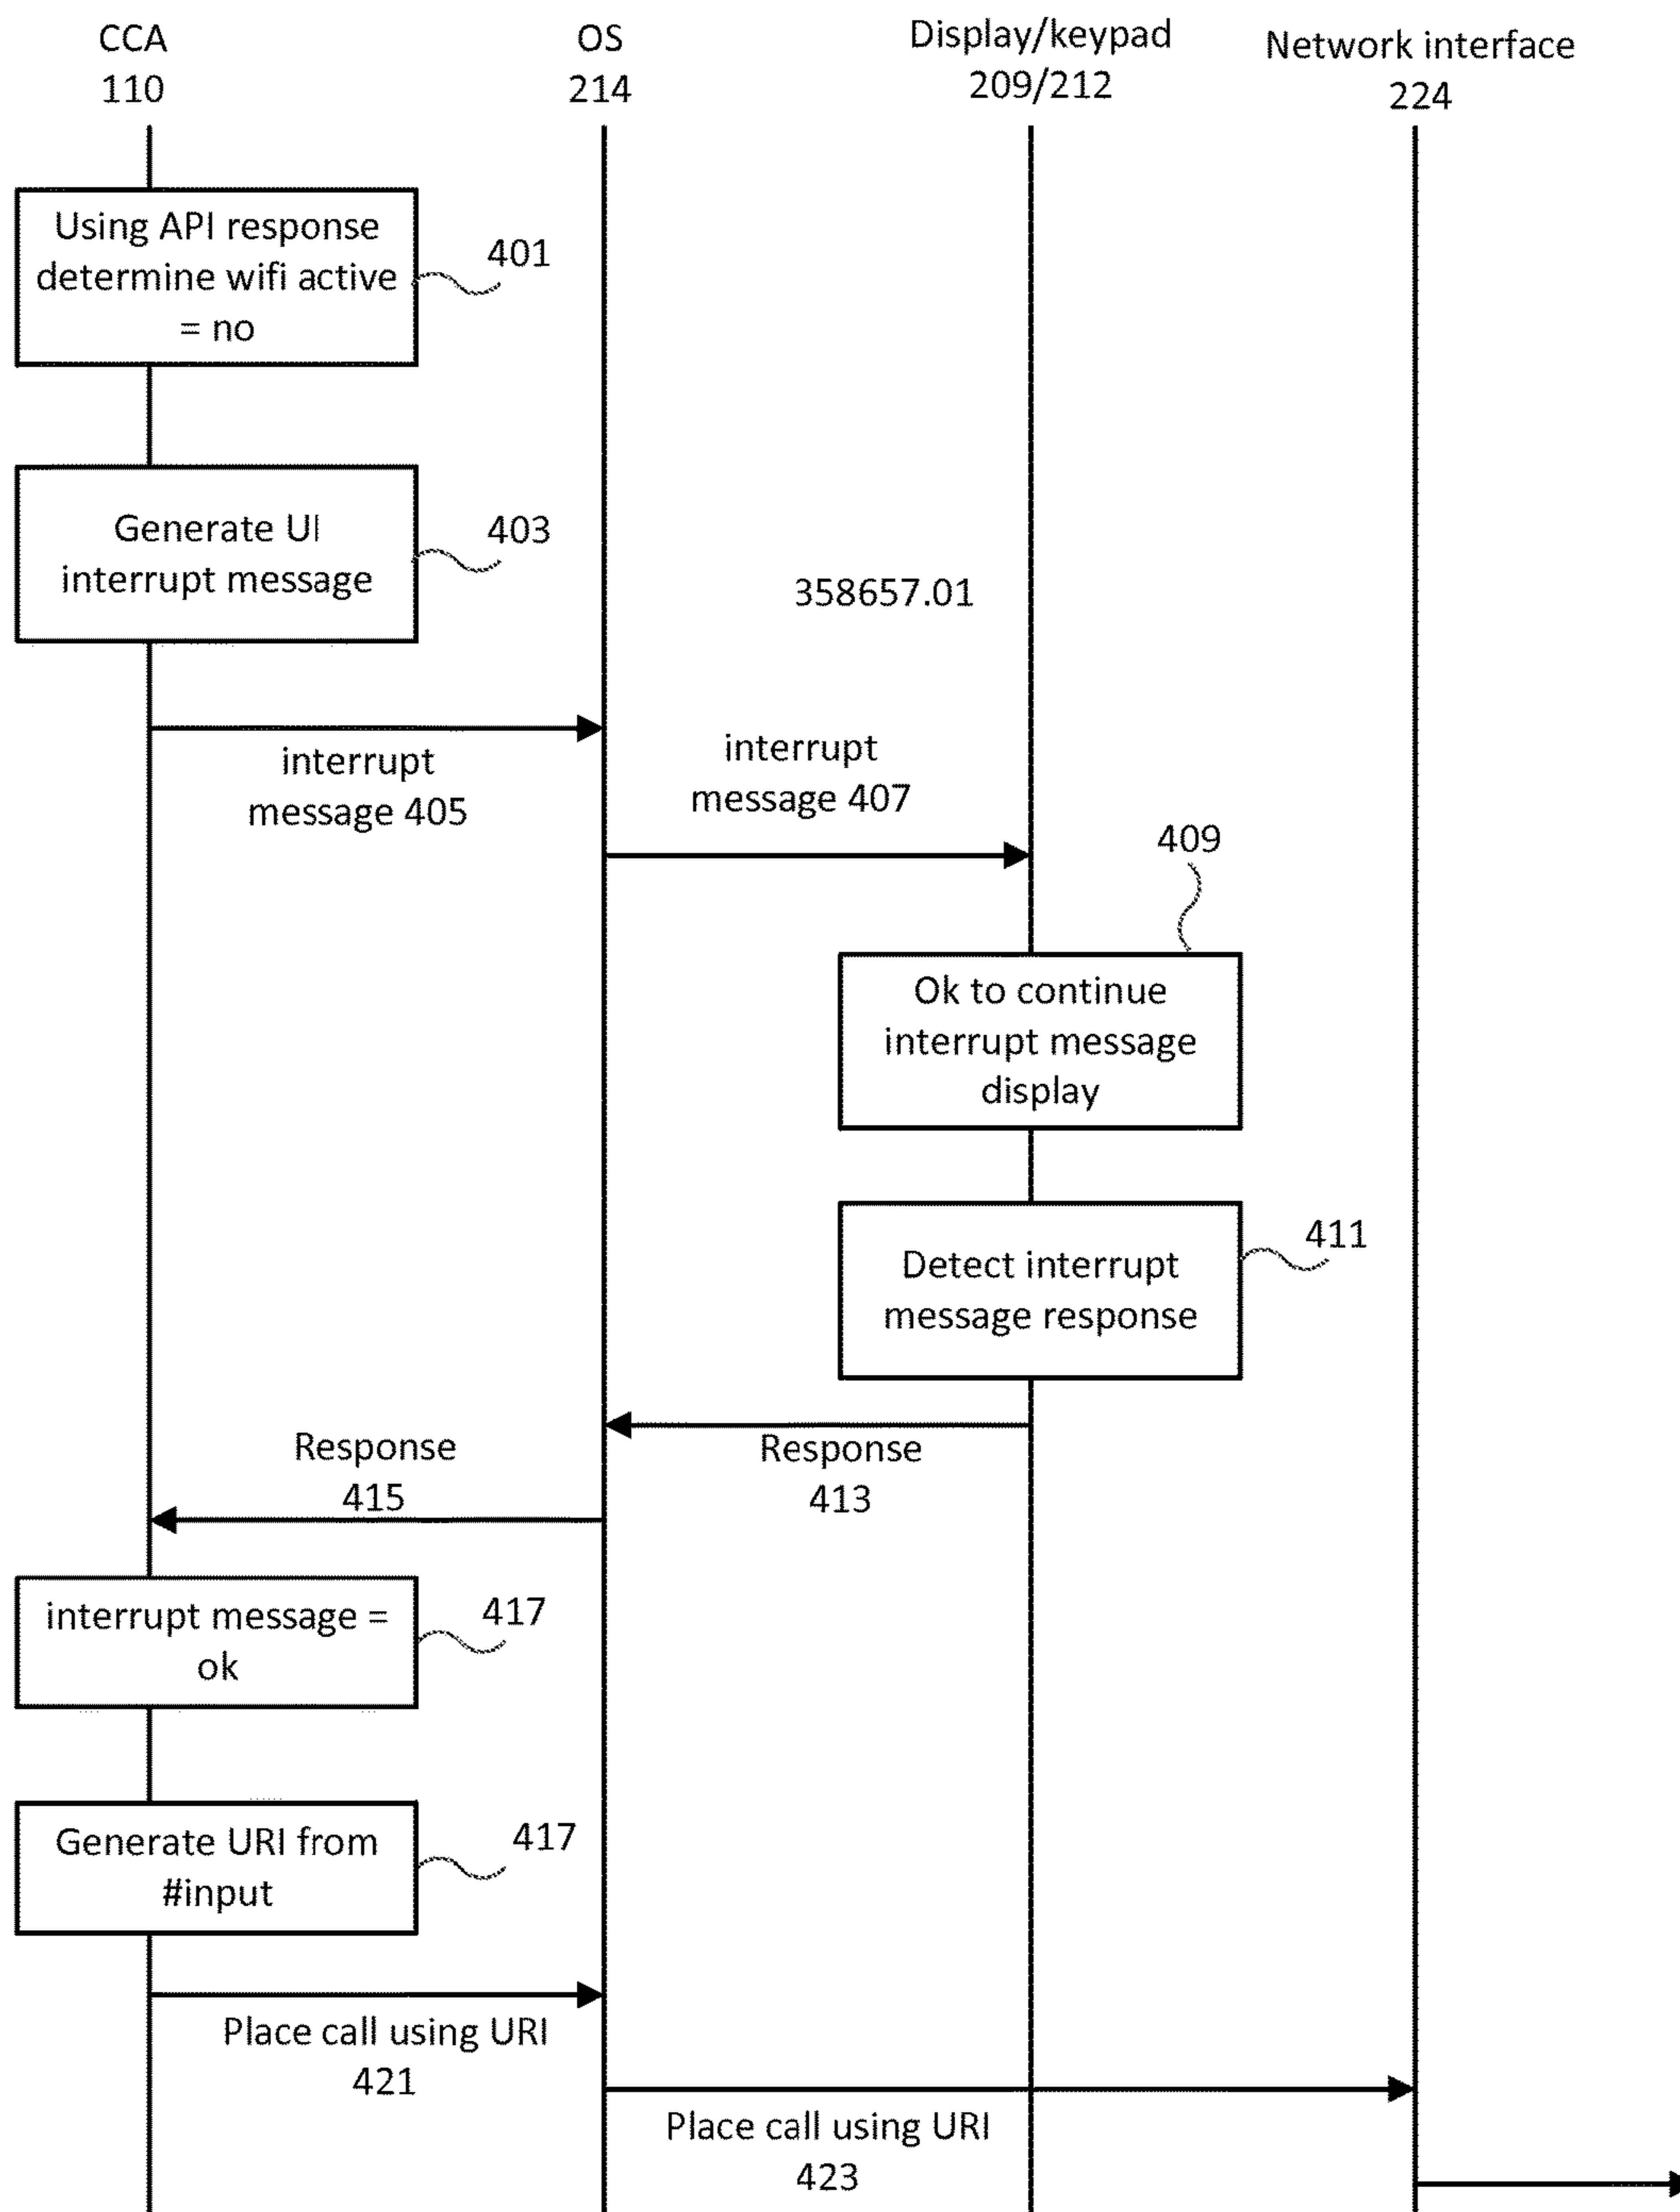 CCA
110
OS
214
Display/keypad
209/212
Network interface
224
Using API response
determine wifi active
= no
401
Generate UI
interrupt message
403
358657.01
interrupt
message 405
interrupt
message 407
409
Ok to continue
interrupt message
display
Detect interrupt
message response
411
Response
413
Response
415
interrupt message =
ok
417
Generate URI from
#input
417
Place call using URI
421
Place call using URI
423